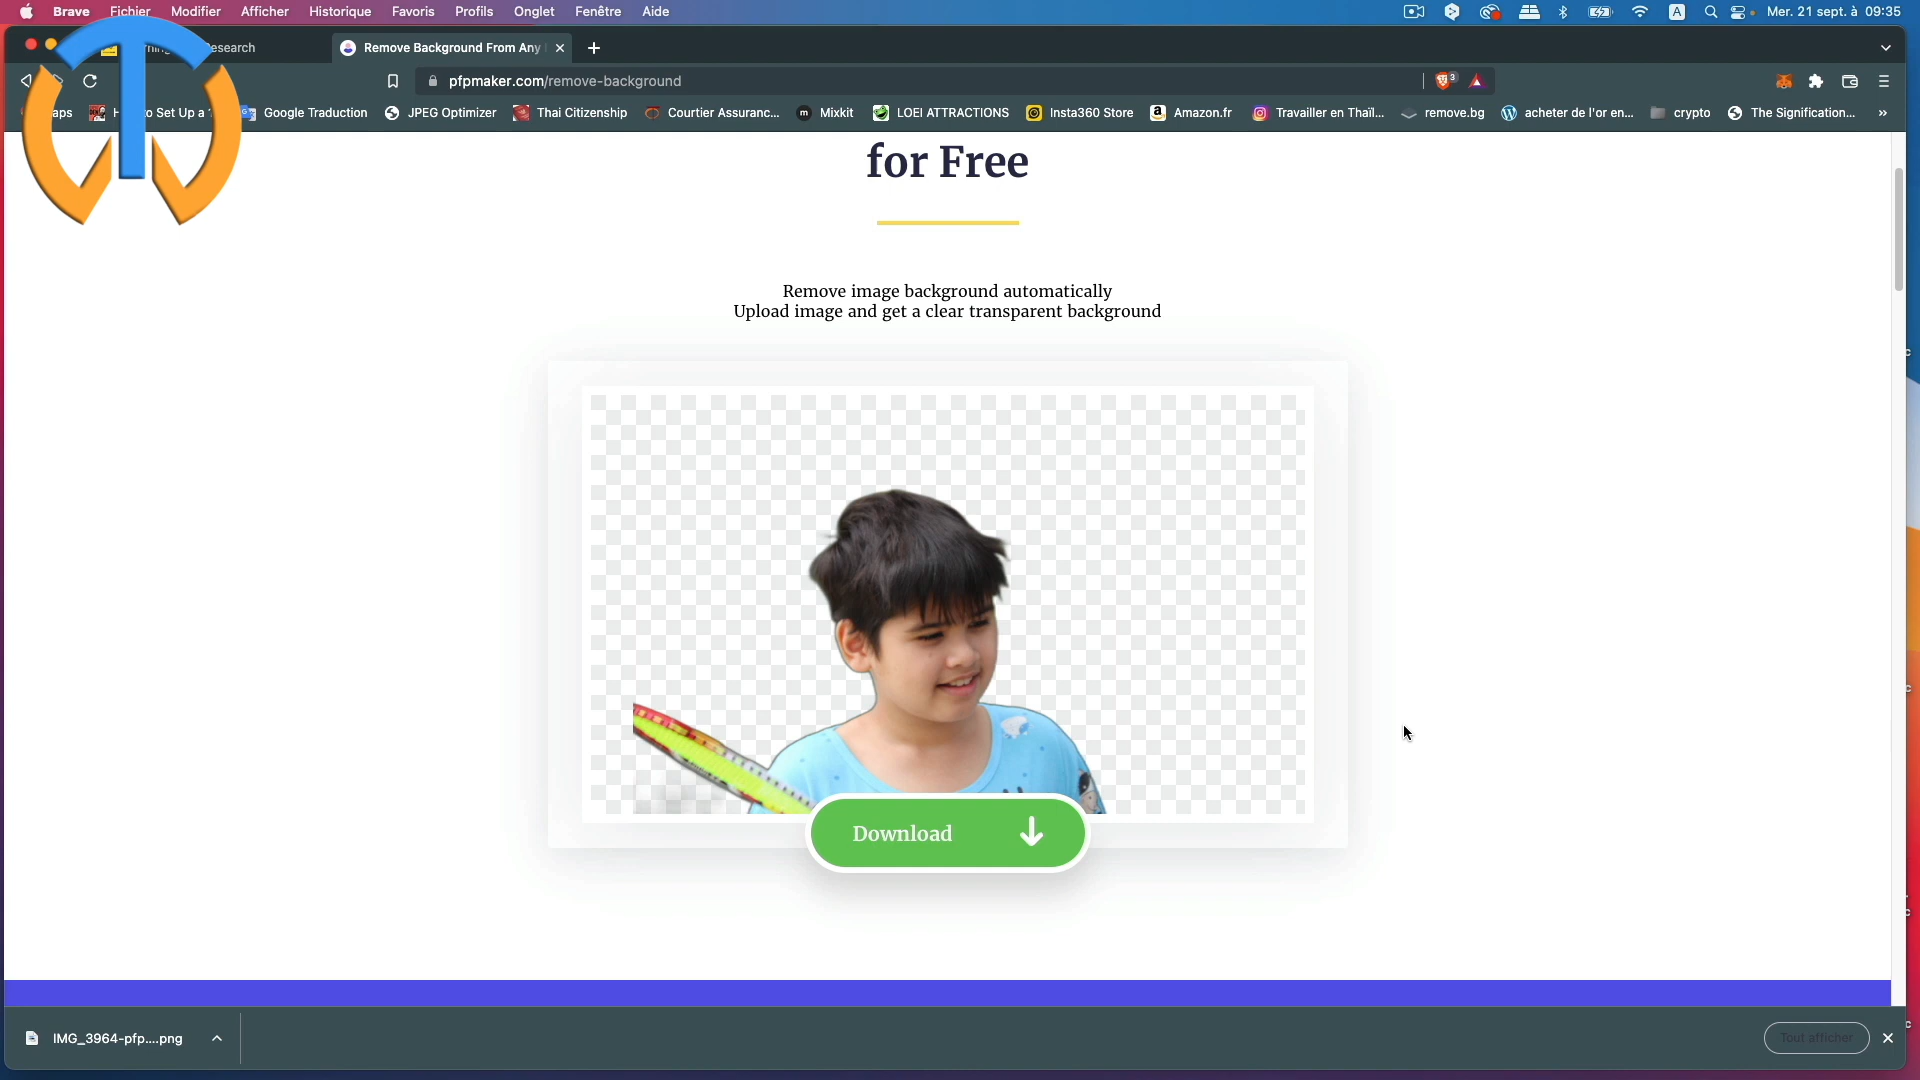 Brave Fichier Modifier Afficher Historique Favoris Profils Onglet Fenêtre Aide
A
Mer. 21 sept. à 09:35
Remove Background From Any
pfpmaker.com/remove-background
3
Google Traduction JPEG Optimizer Thai Citizenship Courtier Assuranc... Mixkit LOEI ATTRACTIONS Insta360 Store Amazon.fr Travailler en Thaïl... remove.bg acheter de l'or en... crypto The Signification... »
for Free
Remove image background automatically
Upload image and get a clear transparent background
Download
IMG_3964-pfp....png
Tout afficher